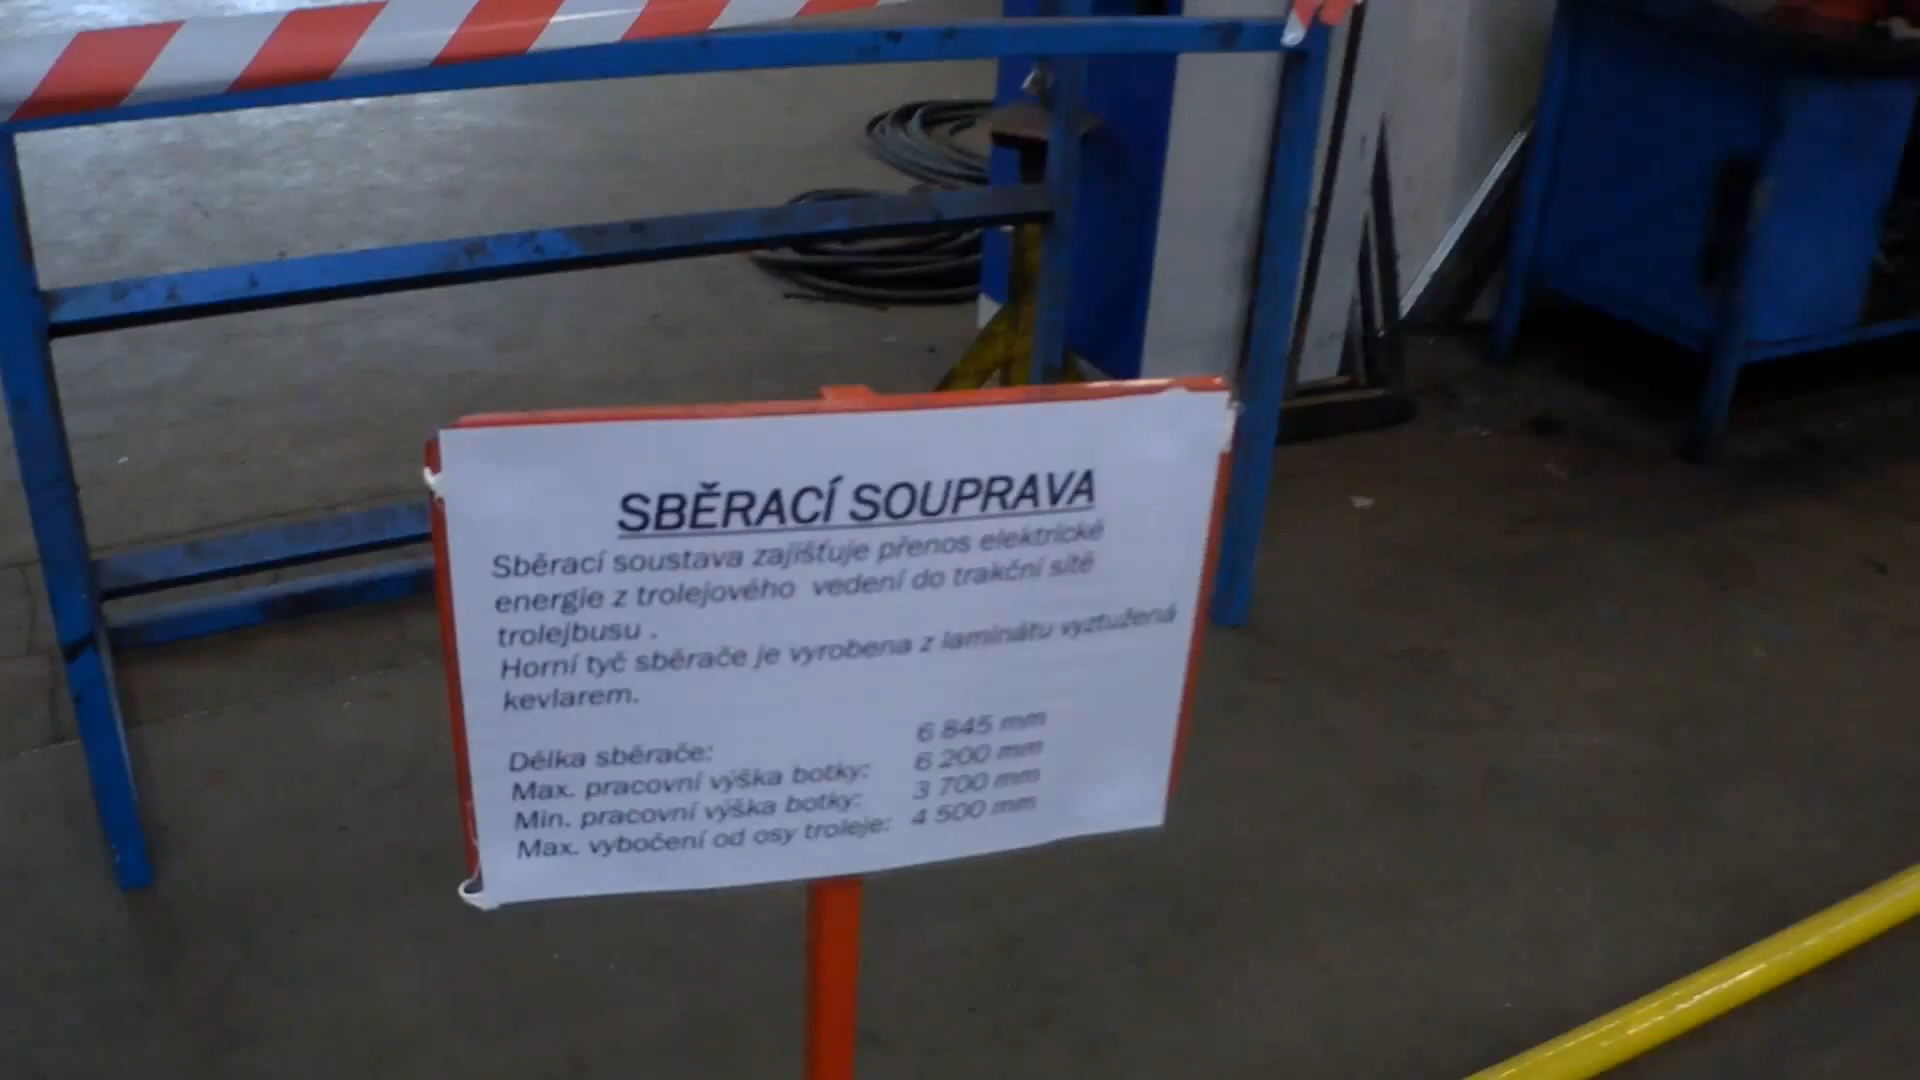 SBĚRACÍ SOUPRAVA
Sběrací soustava zajišťuje přenos elektrické
energie z trolejového vedení do trakční sítě
trolejbusu .
Horní tyč sběrače je vyrobena z laminátu vyztužená
kevlarem.
Délka sběrače: 6 845 mm
Max. pracovní výška botky: 6 200 mm
Min. pracovní výška botky: 3 700 mm
Max. vybočení od osy troleje: 4 500 mm